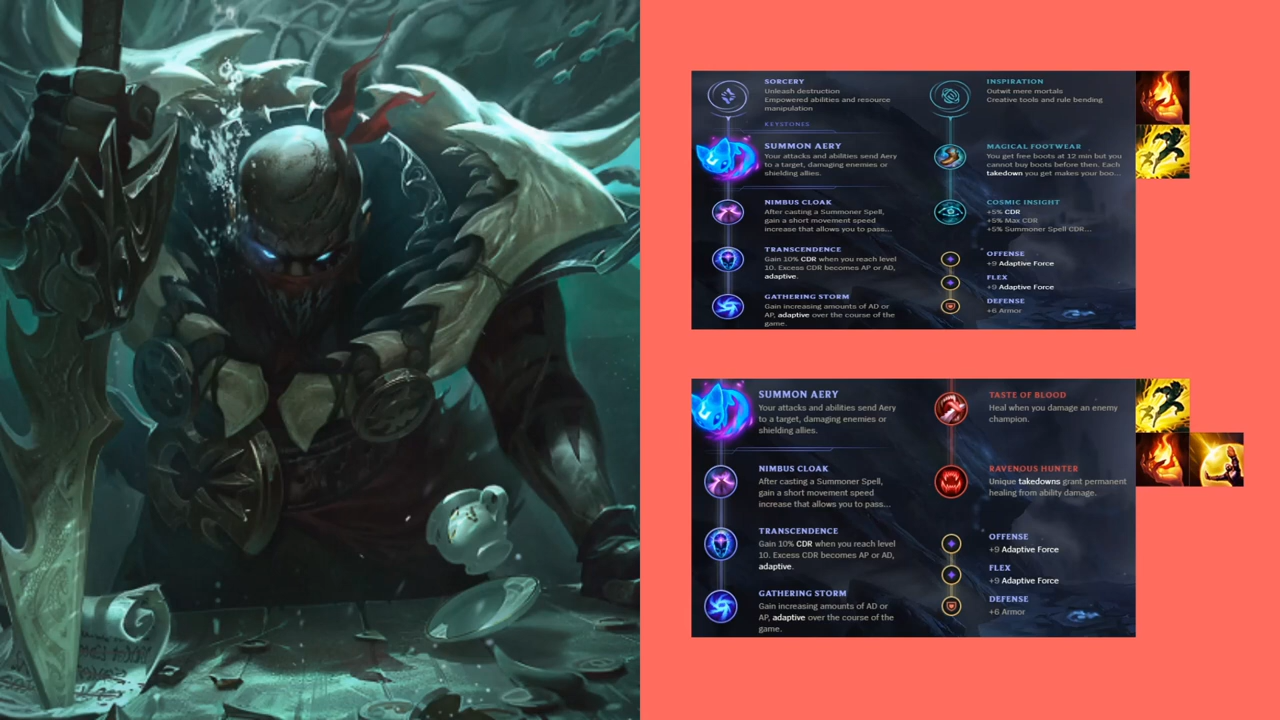 SORCERY
Unleash destruction
Empowered abilities and resource
manipulation
KEYSTONES
SUMMON AERY
Your attacks and abilities send Aery
to a target, damaging enemies or
shielding allies.
NIMBUS CLOAK
After casting a Summoner Spell,
gain a short movement speed
increase that allows you to pass...
TRANSCENDENCE
Gain 10% CDR when you reach level
10. Excess CDR becomes AP or AD,
adaptive.
GATHERING STORM
Gain increasing amounts of AD or
AP, adaptive over the course of the
game.
INSPIRATION
Outwit mere mortals
Creative tools and rule bending
MAGICAL FOOTWEAR
You get free boots at 12 min but you
cannot buy boots before then. Each
takedown you get makes your boo...
COSMIC INSIGHT
+5% CDR
+5% Max CDR
+5% Summoner Spell CDR...
OFFENSE
+9 Adaptive Force
FLEX
+9 Adaptive Force
DEFENSE
+6 Armor
SUMMON AERY
Your attacks and abilities send Aery
to a target, damaging enemies or
shielding allies.
NIMBUS CLOAK
After casting a Summoner Spell,
gain a short movement speed
increase that allows you to pass...
TRANSCENDENCE
Gain 10% CDR when you reach level
10. Excess CDR becomes AP or AD,
adaptive.
GATHERING STORM
Gain increasing amounts of AD or
AP, adaptive over the course of the
game.
TASTE OF BLOOD
Heal when you damage an enemy
champion.
RAVENOUS HUNTER
Unique takedowns grant permanent
healing from ability damage.
OFFENSE
+9 Adaptive Force
FLEX
+9 Adaptive Force
DEFENSE
+6 Armor